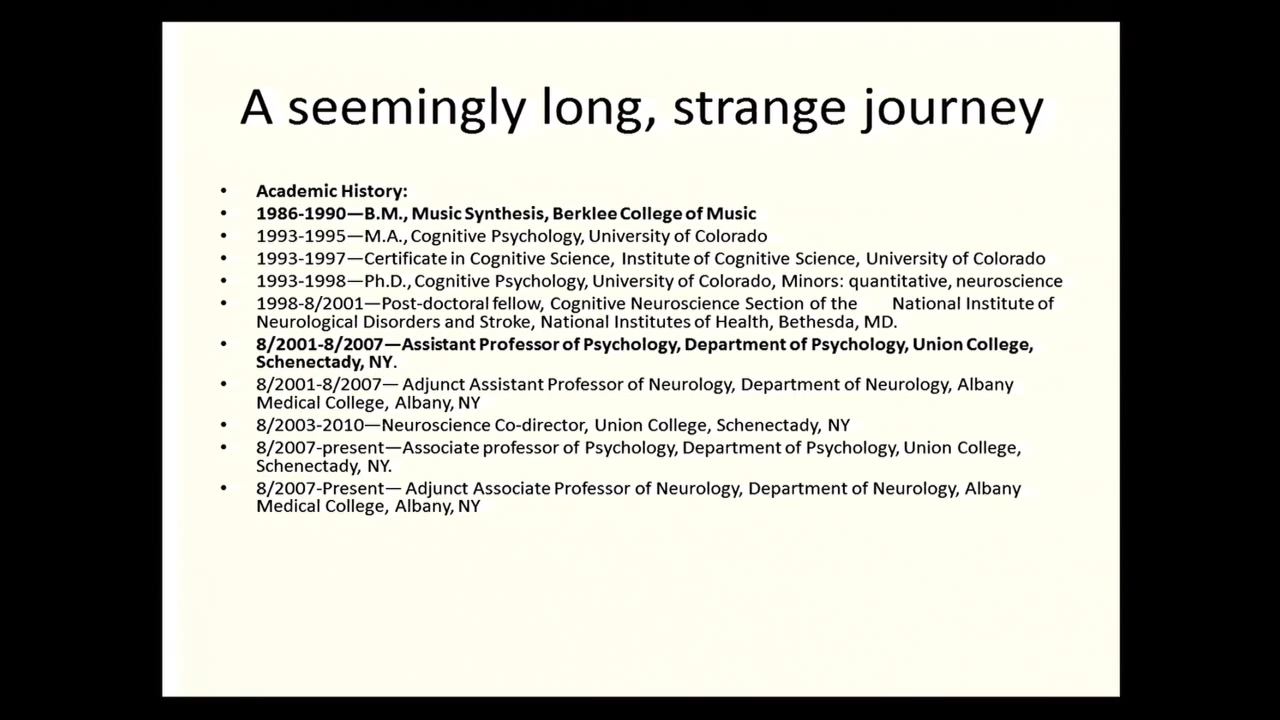 A seemingly long, strange journey
• Academic History:
• 1986-1990—B.M., Music Synthesis, Berklee College of Music
• 1993-1995—M.A., Cognitive Psychology, University of Colorado
• 1993-1997—Certificate in Cognitive Science, Institute of Cognitive Science, University of Colorado
• 1993-1998—Ph.D., Cognitive Psychology, University of Colorado, Minors: quantitative, neuroscience
• 1998-8/2001—Post-doctoral fellow, Cognitive Neuroscience Section of the National Institute of
Neurological Disorders and Stroke, National Institutes of Health, Bethesda, MD.
• 8/2001-8/2007—Assistant Professor of Psychology, Department of Psychology, Union College,
Schenectady, NY.
• 8/2001-8/2007— Adjunct Assistant Professor of Neurology, Department of Neurology, Albany
Medical College, Albany, NY
• 8/2003-2010—Neuroscience Co-director, Union College, Schenectady, NY
• 8/2007-present—Associate professor of Psychology, Department of Psychology, Union College,
Schenectady, NY.
• 8/2007-Present— Adjunct Associate Professor of Neurology, Department of Neurology, Albany
Medical College, Albany, NY